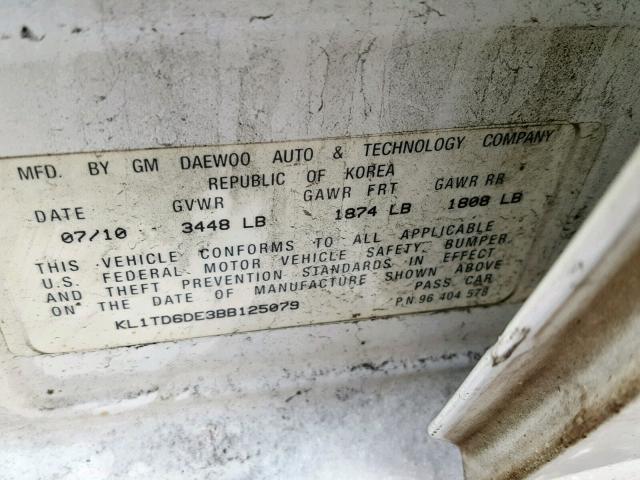 MFD. BY GM DAEWOO AUTO & TECHNOLOGY COMPANY
REPUBLIC OF KOREA
DATE GVWR GAWR FRT GAWR RR
07/10 3448 LB 1874 LB 1808 LB
THIS VEHICLE CONFORMS TO ALL APPLICABLE
U.S. FEDERAL MOTOR VEHICLE SAFETY, BUMPER,
AND THEFT PREVENTION STANDARDS IN EFFECT
ON THE DATE OF MANUFACTURE SHOWN ABOVE
PASS CAR
KL1TD6DE3BB125079 P/N 96 404 578